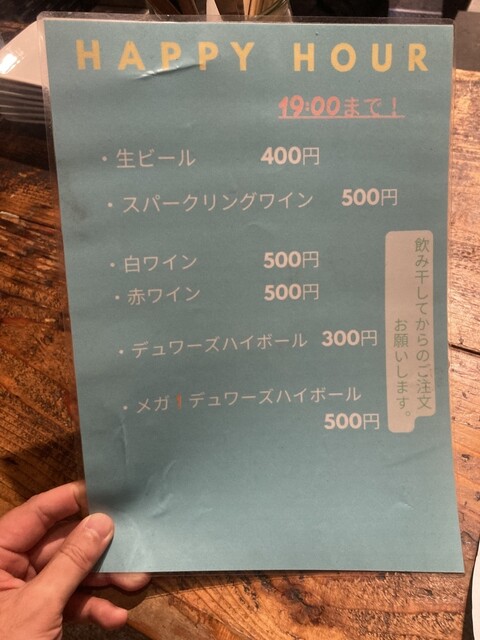 HAPPY HOUR
19:00まで！
・生ビール 400円
・スパークリングワイン 500円
・白ワイン 500円
・赤ワイン 500円
・デュワーズハイボール 300円
・メガ！デュワーズハイボール
500円
飲み干してからのご注文
お願いします。